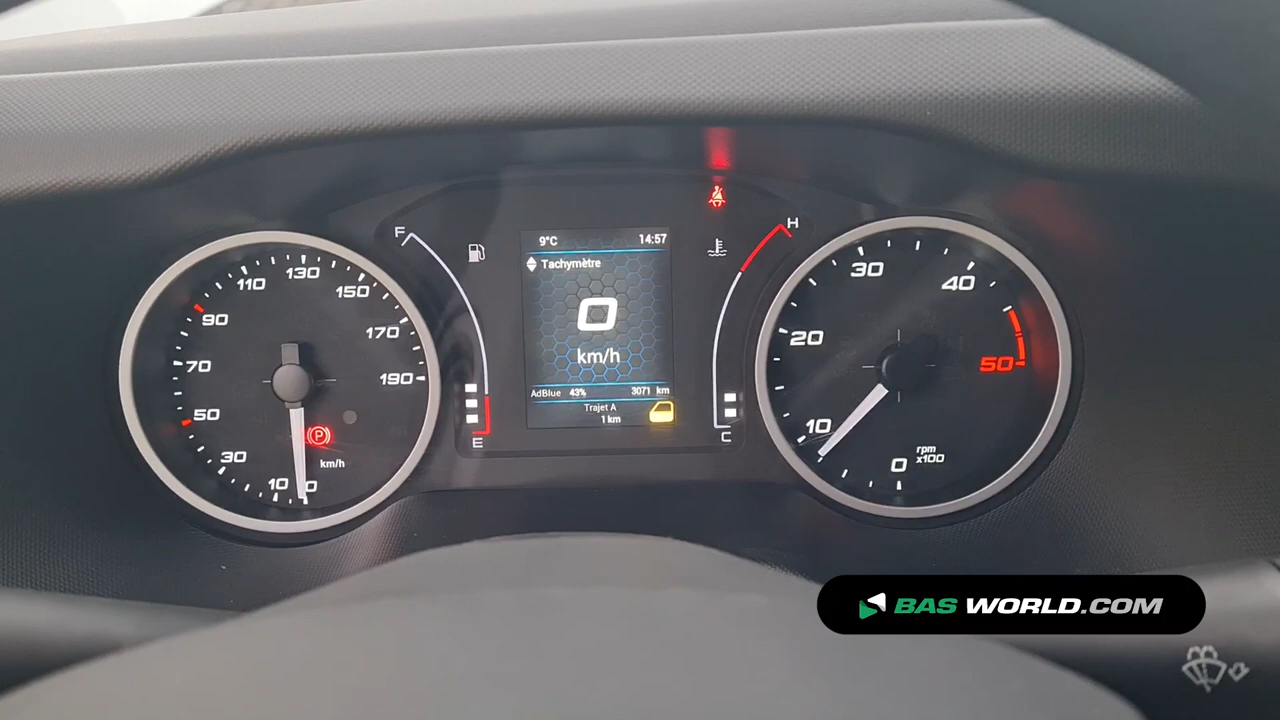 130
110
150
90
170
70
190
50
30
km/h
10
0
P
F
E
9°C 14:57
Tachymètre
0
km/h
AdBlue 43% 3071 km
Trajet A
1 km
H
C
30
40
20
50
10
rpm
x100
0
BAS WORLD.COM